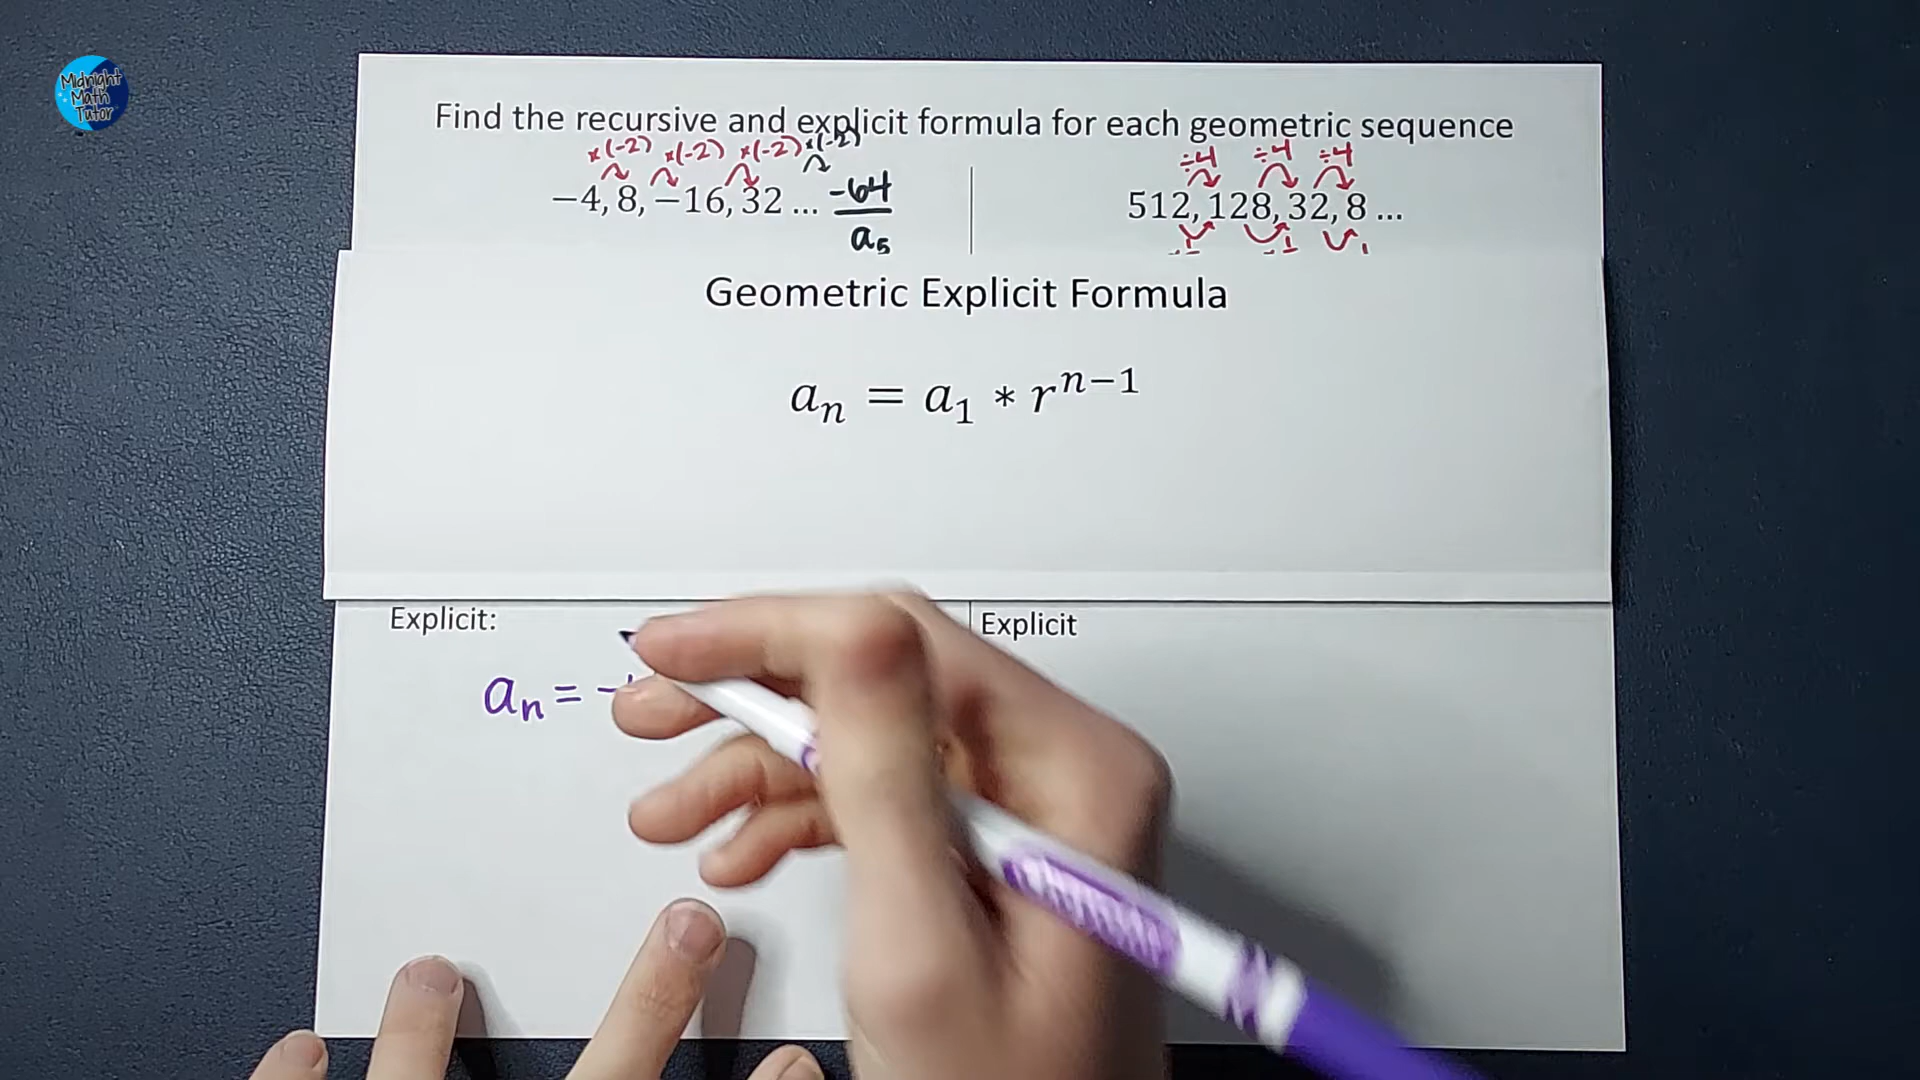 Midnight
Math
Tutor
Find the recursive and explicit formula for each geometric sequence
×(-2) ×(-2) ×(-2) ×(-2)
−4, 8, −16, 32 ... -64
a₅
÷4 ÷4 ÷4
512, 128, 32, 8 ...
Geometric Explicit Formula
aₙ = a₁ * rⁿ⁻¹
Explicit:
aₙ = -
Explicit